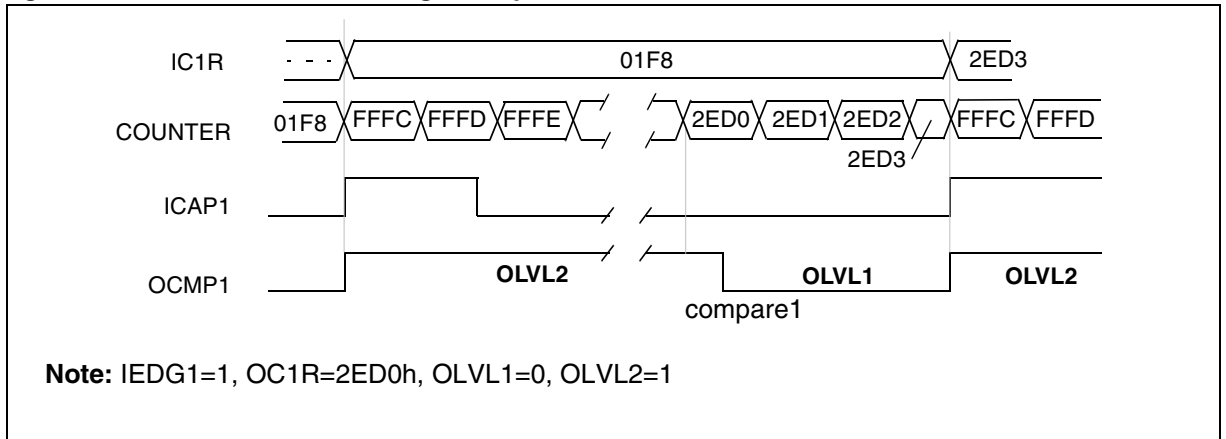 IC1R - - - 01F8 2ED3
COUNTER 01F8 FFFC FFFD FFFE 2ED0 2ED1 2ED2 FFFC FFFD
2ED3
ICAP1
OCMP1 OLVL2 OLVL1 OLVL2
compare1
Note: IEDG1=1, OC1R=2ED0h, OLVL1=0, OLVL2=1